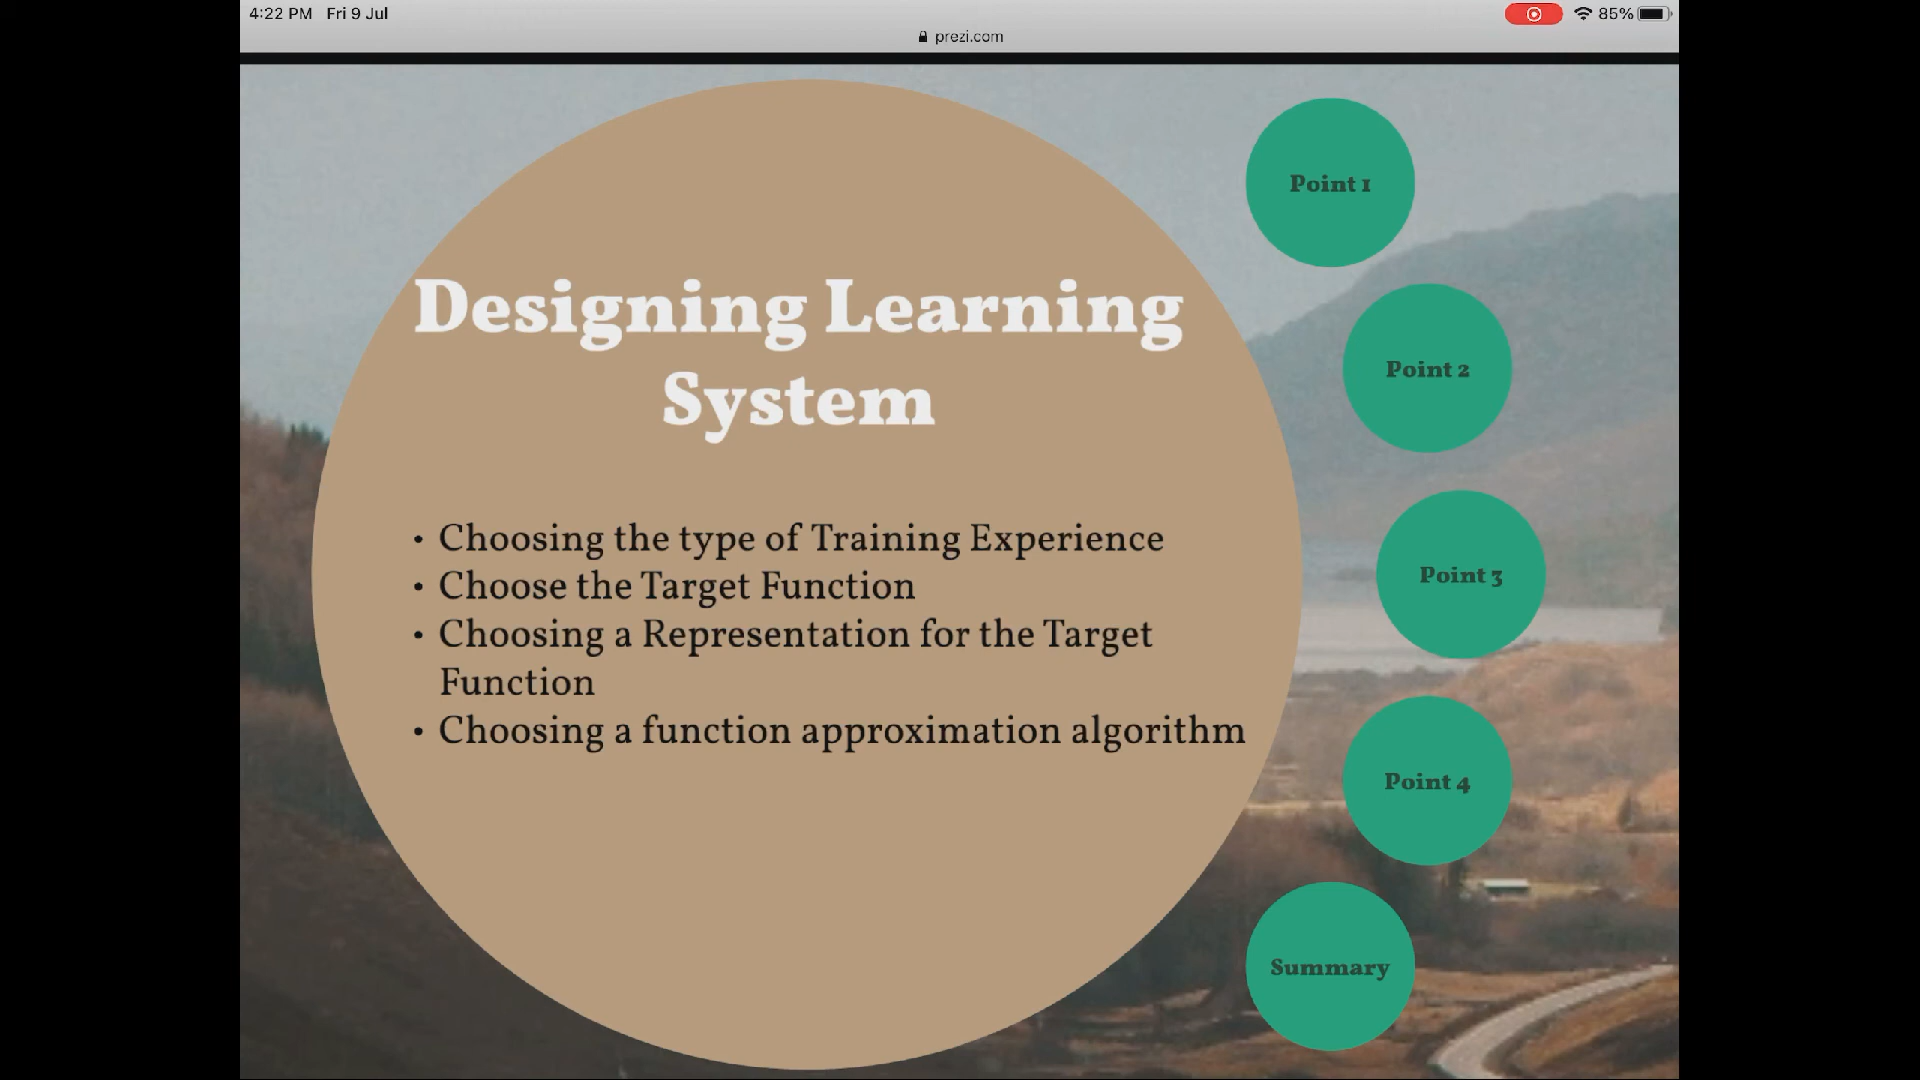 4:22 PM Fri 9 Jul
85%
prezi.com
Designing Learning
System
• Choosing the type of Training Experience
• Choose the Target Function
• Choosing a Representation for the Target
Function
• Choosing a function approximation algorithm
Point 1
Point 2
Point 3
Point 4
Summary